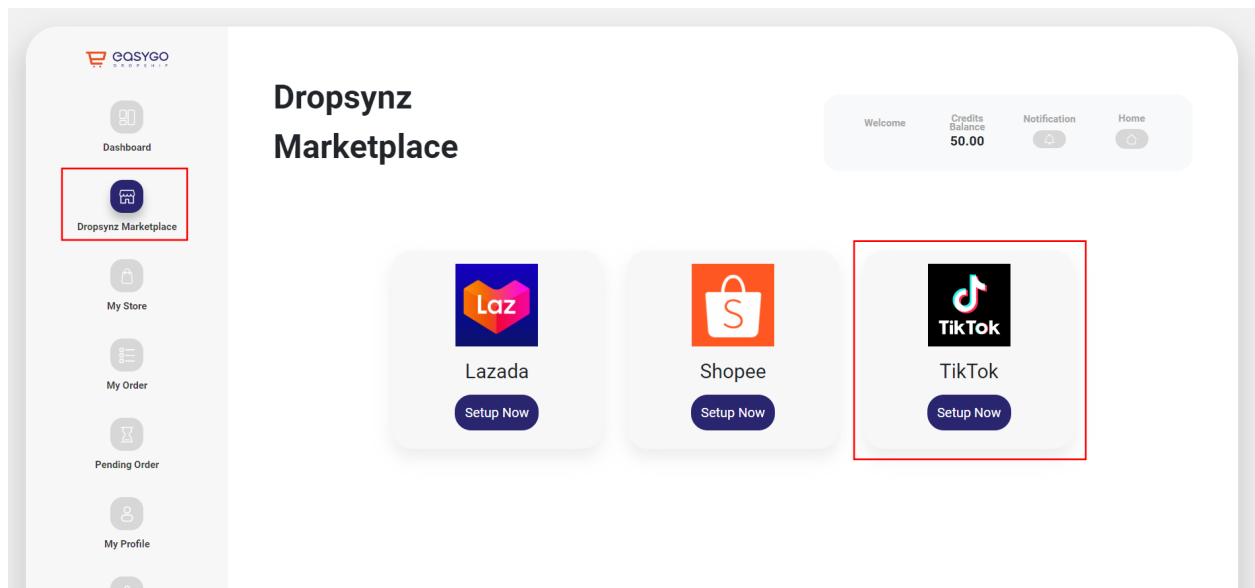 easyGO
DROPSHIP
Dashboard
Dropsynz Marketplace
My Store
My Order
Pending Order
My Profile
Dropsynz
Marketplace
Welcome
Credits
Balance
50.00
Notification
Home
Laz
Lazada
Setup Now
S
Shopee
Setup Now
TikTok
TikTok
Setup Now